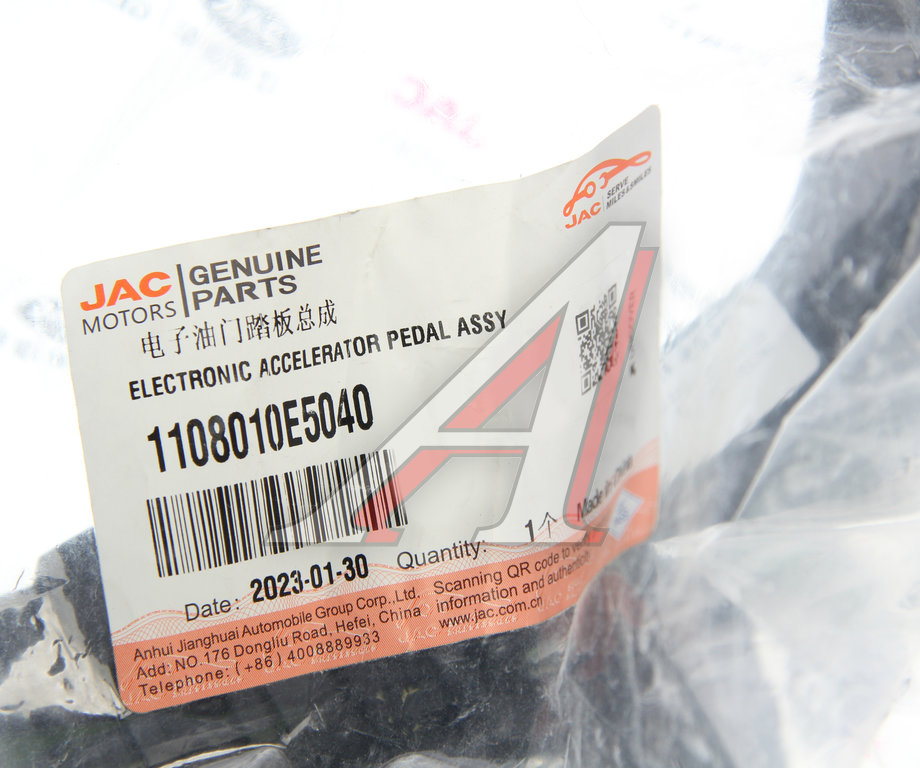 JAC
SERVE
MILES&SMILES
JAC
MOTORS
GENUINE
PARTS
电子油门踏板总成
ELECTRONIC ACCELERATOR PEDAL ASSY
1108010E5040
Date: 2023-01-30
Quantity: 1个
Made in China
Anhui Jianghuai Automobile Group Corp.,Ltd.
Add: NO.176 Dongliu Road, Hefei, China
Telephone: (+86) 4008889933
Scanning QR code to
information and
www.jac.com.cn
JAC